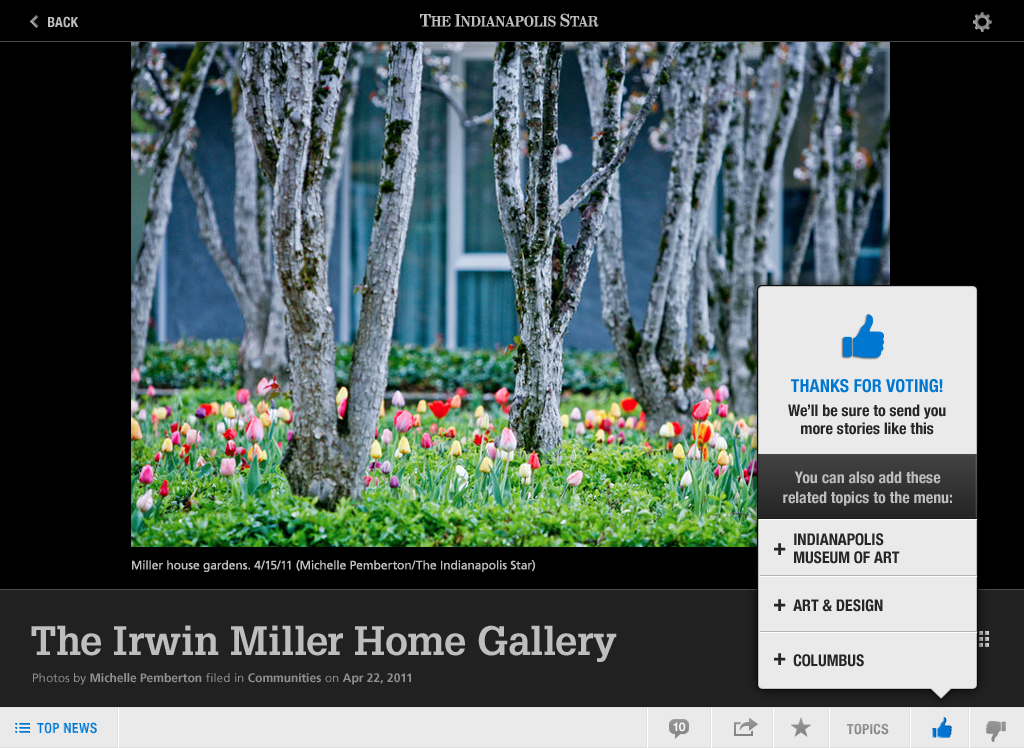 BACK
THE INDIANAPOLIS STAR
THANKS FOR VOTING!
We'll be sure to send you
more stories like this
You can also add these
related topics to the menu:
+ INDIANAPOLIS
MUSEUM OF ART
+ ART & DESIGN
+ COLUMBUS
Miller house gardens. 4/15/11 (Michelle Pemberton/The Indianapolis Star)
The Irwin Miller Home Gallery
Photos by Michelle Pemberton filed in Communities on Apr 22, 2011
TOP NEWS
10
TOPICS